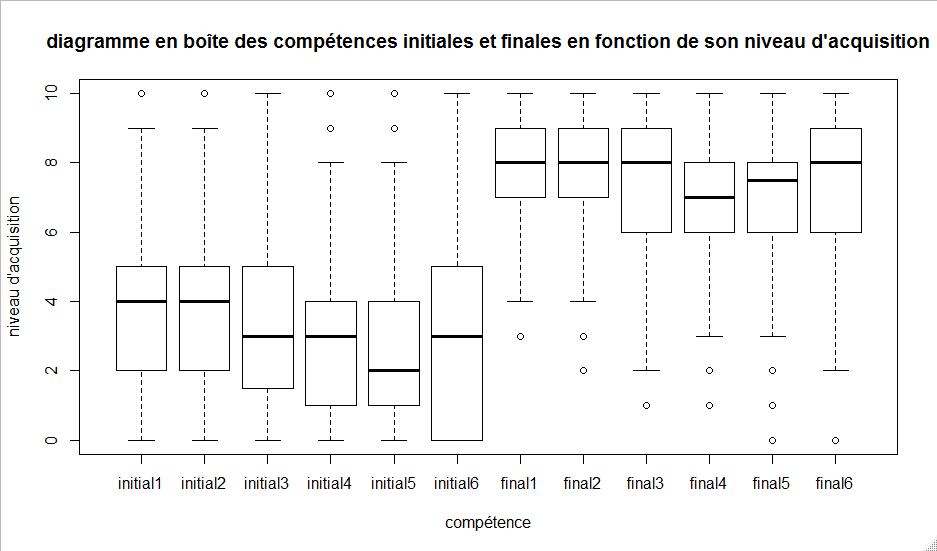 diagramme en boîte des compétences initiales et finales en fonction de son niveau d'acquisition
niveau d'acquisition
10
8
6
4
2
0
initial1 initial2 initial3 initial4 initial5 initial6 final1 final2 final3 final4 final5 final6
compétence